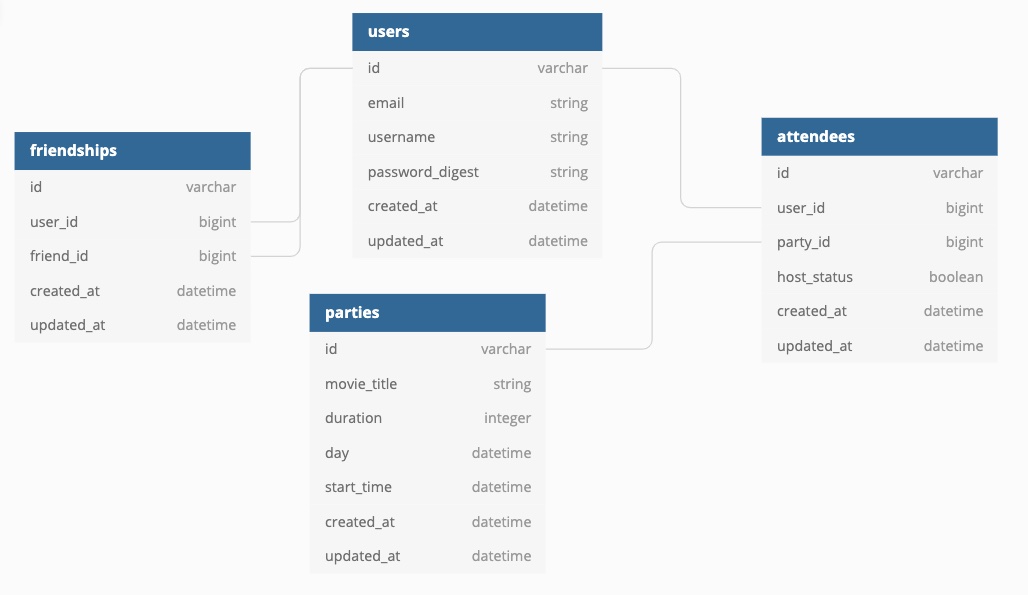 users
id varchar
email string
username string
password_digest string
created_at datetime
updated_at datetime
friendships
id varchar
user_id bigint
friend_id bigint
created_at datetime
updated_at datetime
attendees
id varchar
user_id bigint
party_id bigint
host_status boolean
created_at datetime
updated_at datetime
parties
id varchar
movie_title string
duration integer
day datetime
start_time datetime
created_at datetime
updated_at datetime